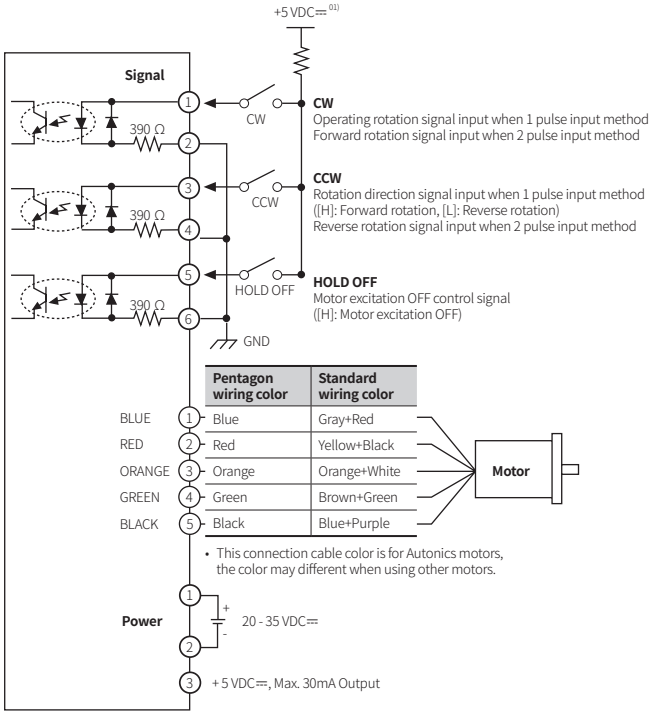 +5 VDC⎓ 01)
Signal
1
CW
390 Ω
2
CW
Operating rotation signal input when 1 pulse input method
Forward rotation signal input when 2 pulse input method
3
CCW
390 Ω
4
CCW
Rotation direction signal input when 1 pulse input method
([H]: Forward rotation, [L]: Reverse rotation)
Reverse rotation signal input when 2 pulse input method
5
HOLD OFF
390 Ω
6
HOLD OFF
Motor excitation OFF control signal
([H]: Motor excitation OFF)
GND
Pentagon wiring color
Standard wiring color
BLUE 1 Blue Gray+Red
RED 2 Red Yellow+Black
ORANGE 3 Orange Orange+White
GREEN 4 Green Brown+Green
BLACK 5 Black Blue+Purple
Motor
• This connection cable color is for Autonics motors,
the color may different when using other motors.
Power
1
+
20 - 35 VDC⎓
-
2
3 + 5 VDC⎓, Max. 30mA Output